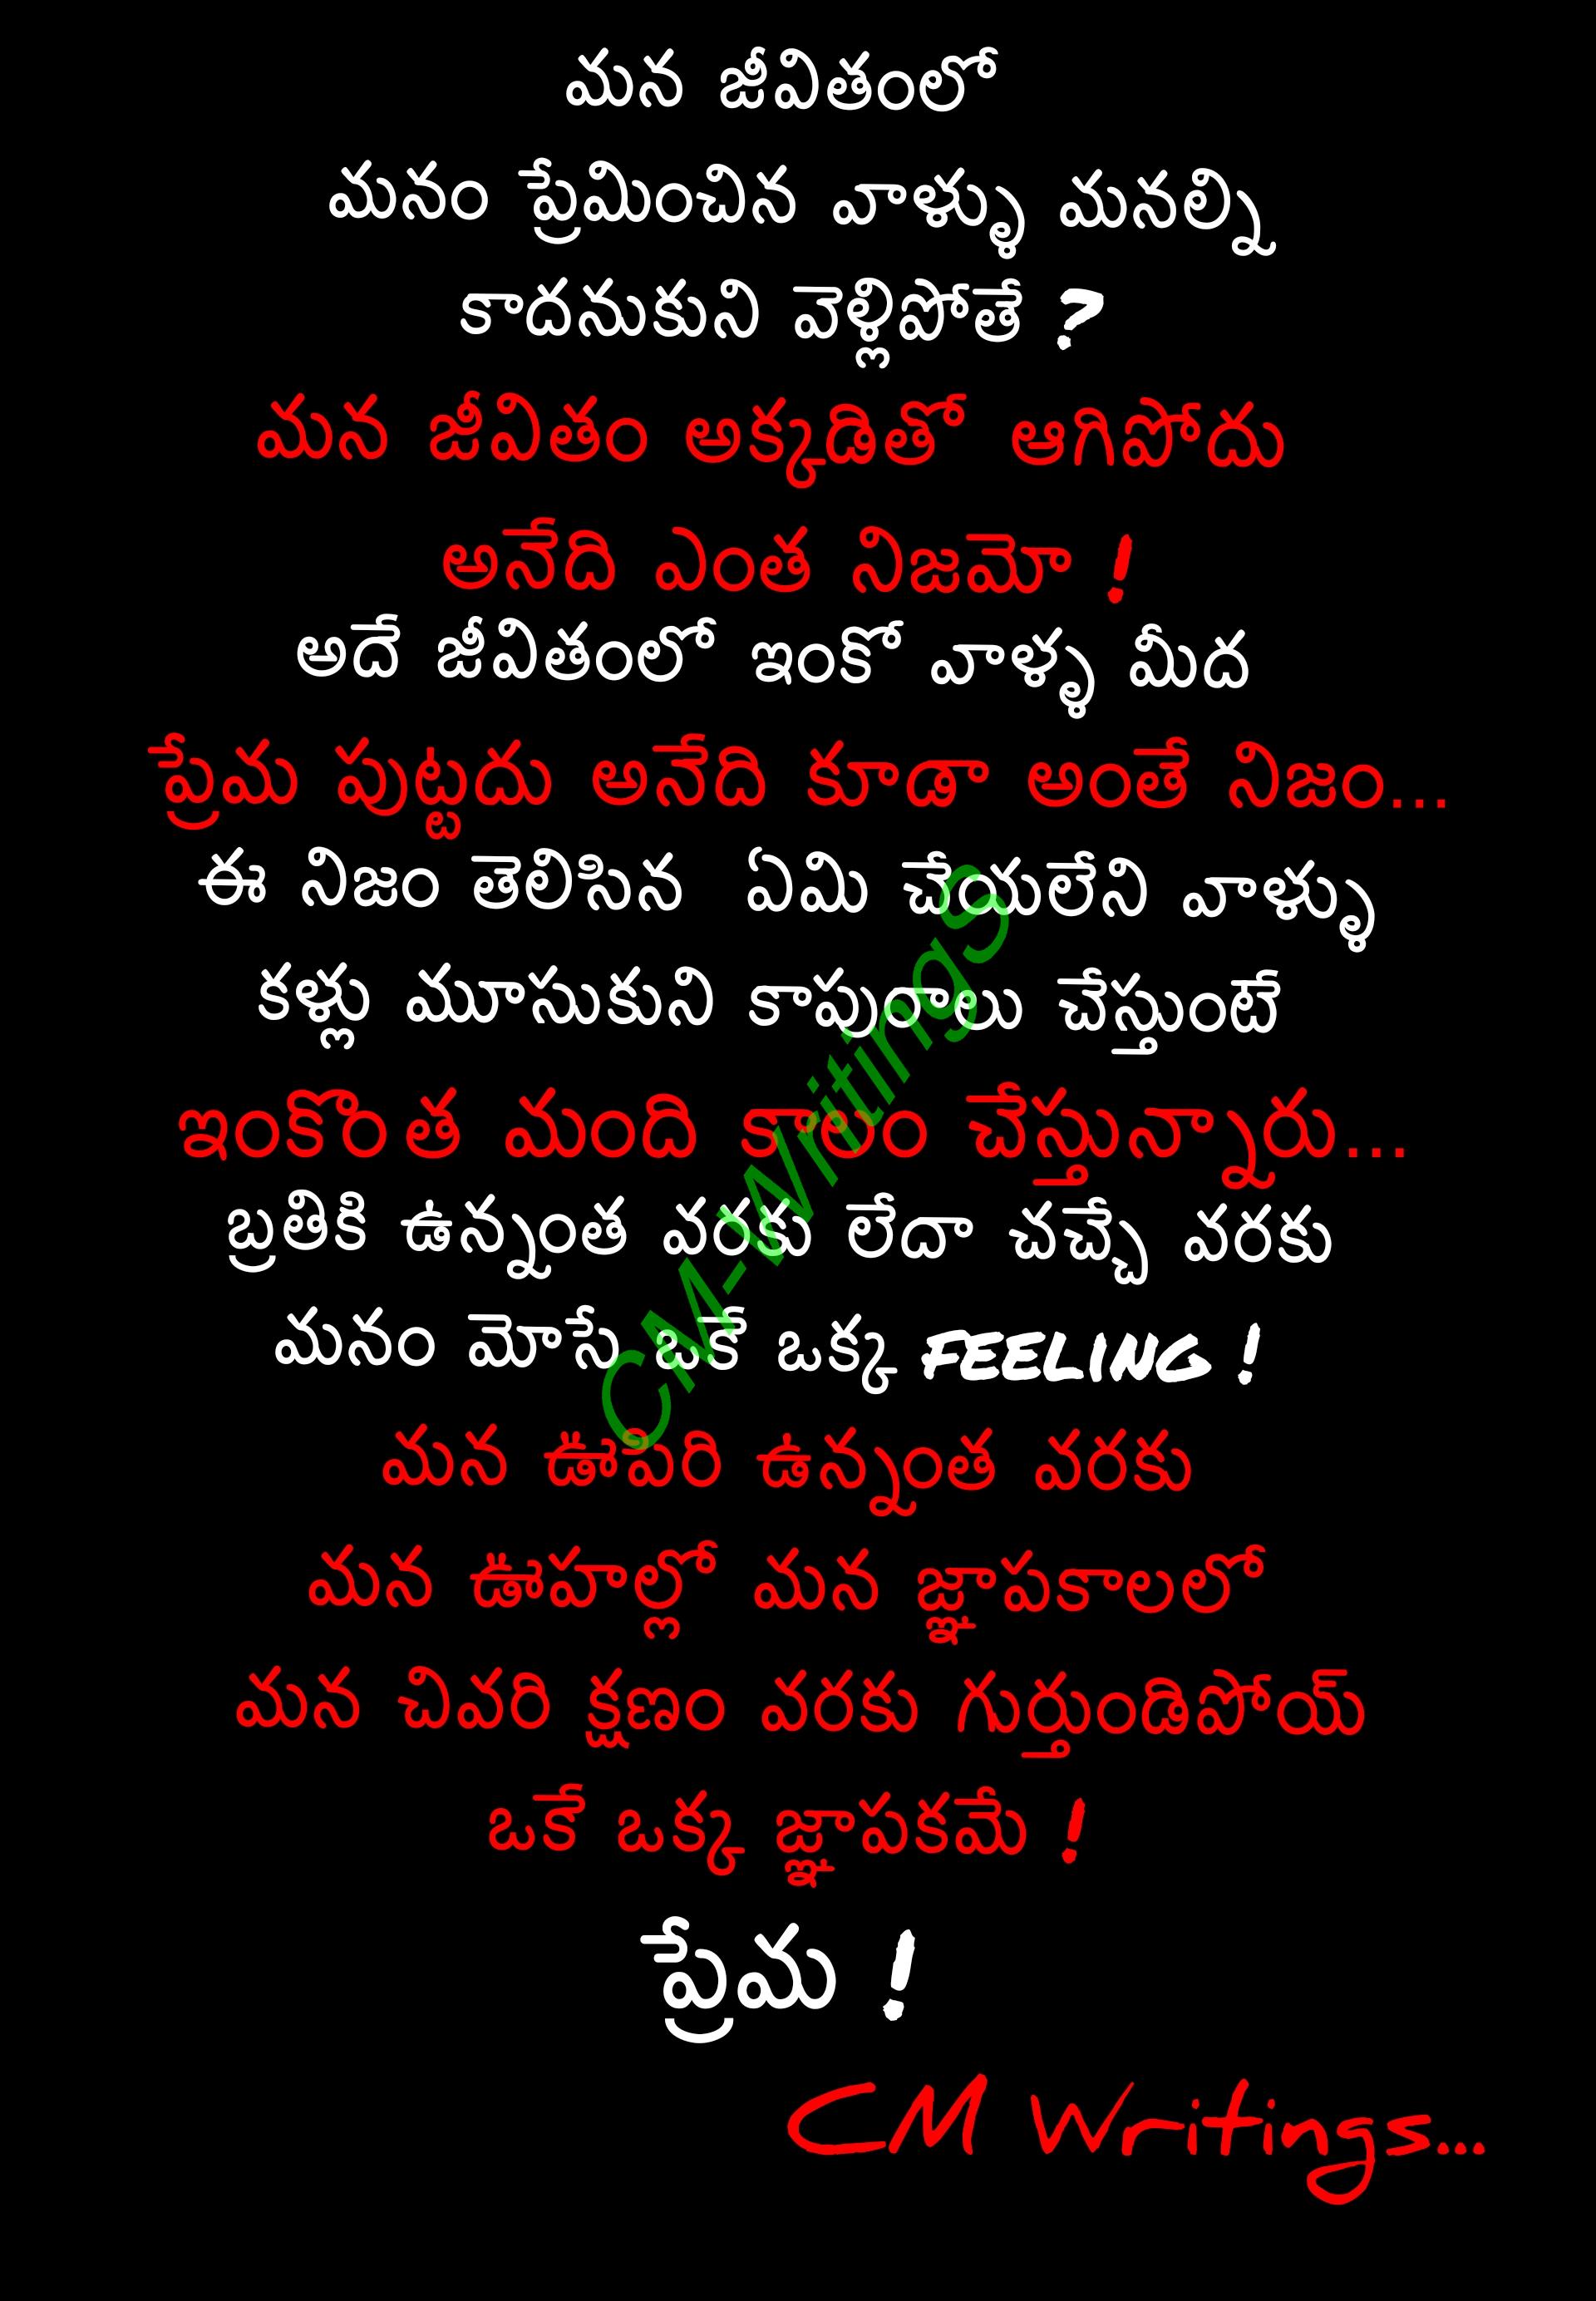 మన జీవితంలో
మనం ప్రేమించిన వాళ్ళు మనల్ని
కాదనుకుని వెళ్లిపోతే ?
మన జీవితం అక్కడితో ఆగిపోదు
అనేది ఎంత నిజమో !
అదే జీవితంలో ఇంకో వాళ్ళ మీద
ప్రేమ పుట్టదు అనేది కూడా అంతే నిజం...
ఈ నిజం తెలిసిన ఏమి చేయలేని వాళ్ళు
కళ్లు మూసుకుని కాపురాలు చేస్తుంటే
ఇంకొంత మంది కాలం చేస్తున్నారు...
బ్రతికి ఉన్నంత వరకు లేదా చచ్చే వరకు
మనం మోసే ఒకే ఒక్క FEELING !
మన ఊపిరి ఉన్నంత వరకు
మన ఊహల్లో మన జ్ఞాపకాలలో
మన చివరి క్షణం వరకు గుర్తుండిపోయ్
ఒకే ఒక్క జ్ఞాపకమే !
ప్రేమ !
CM Writings...
CM-Writings